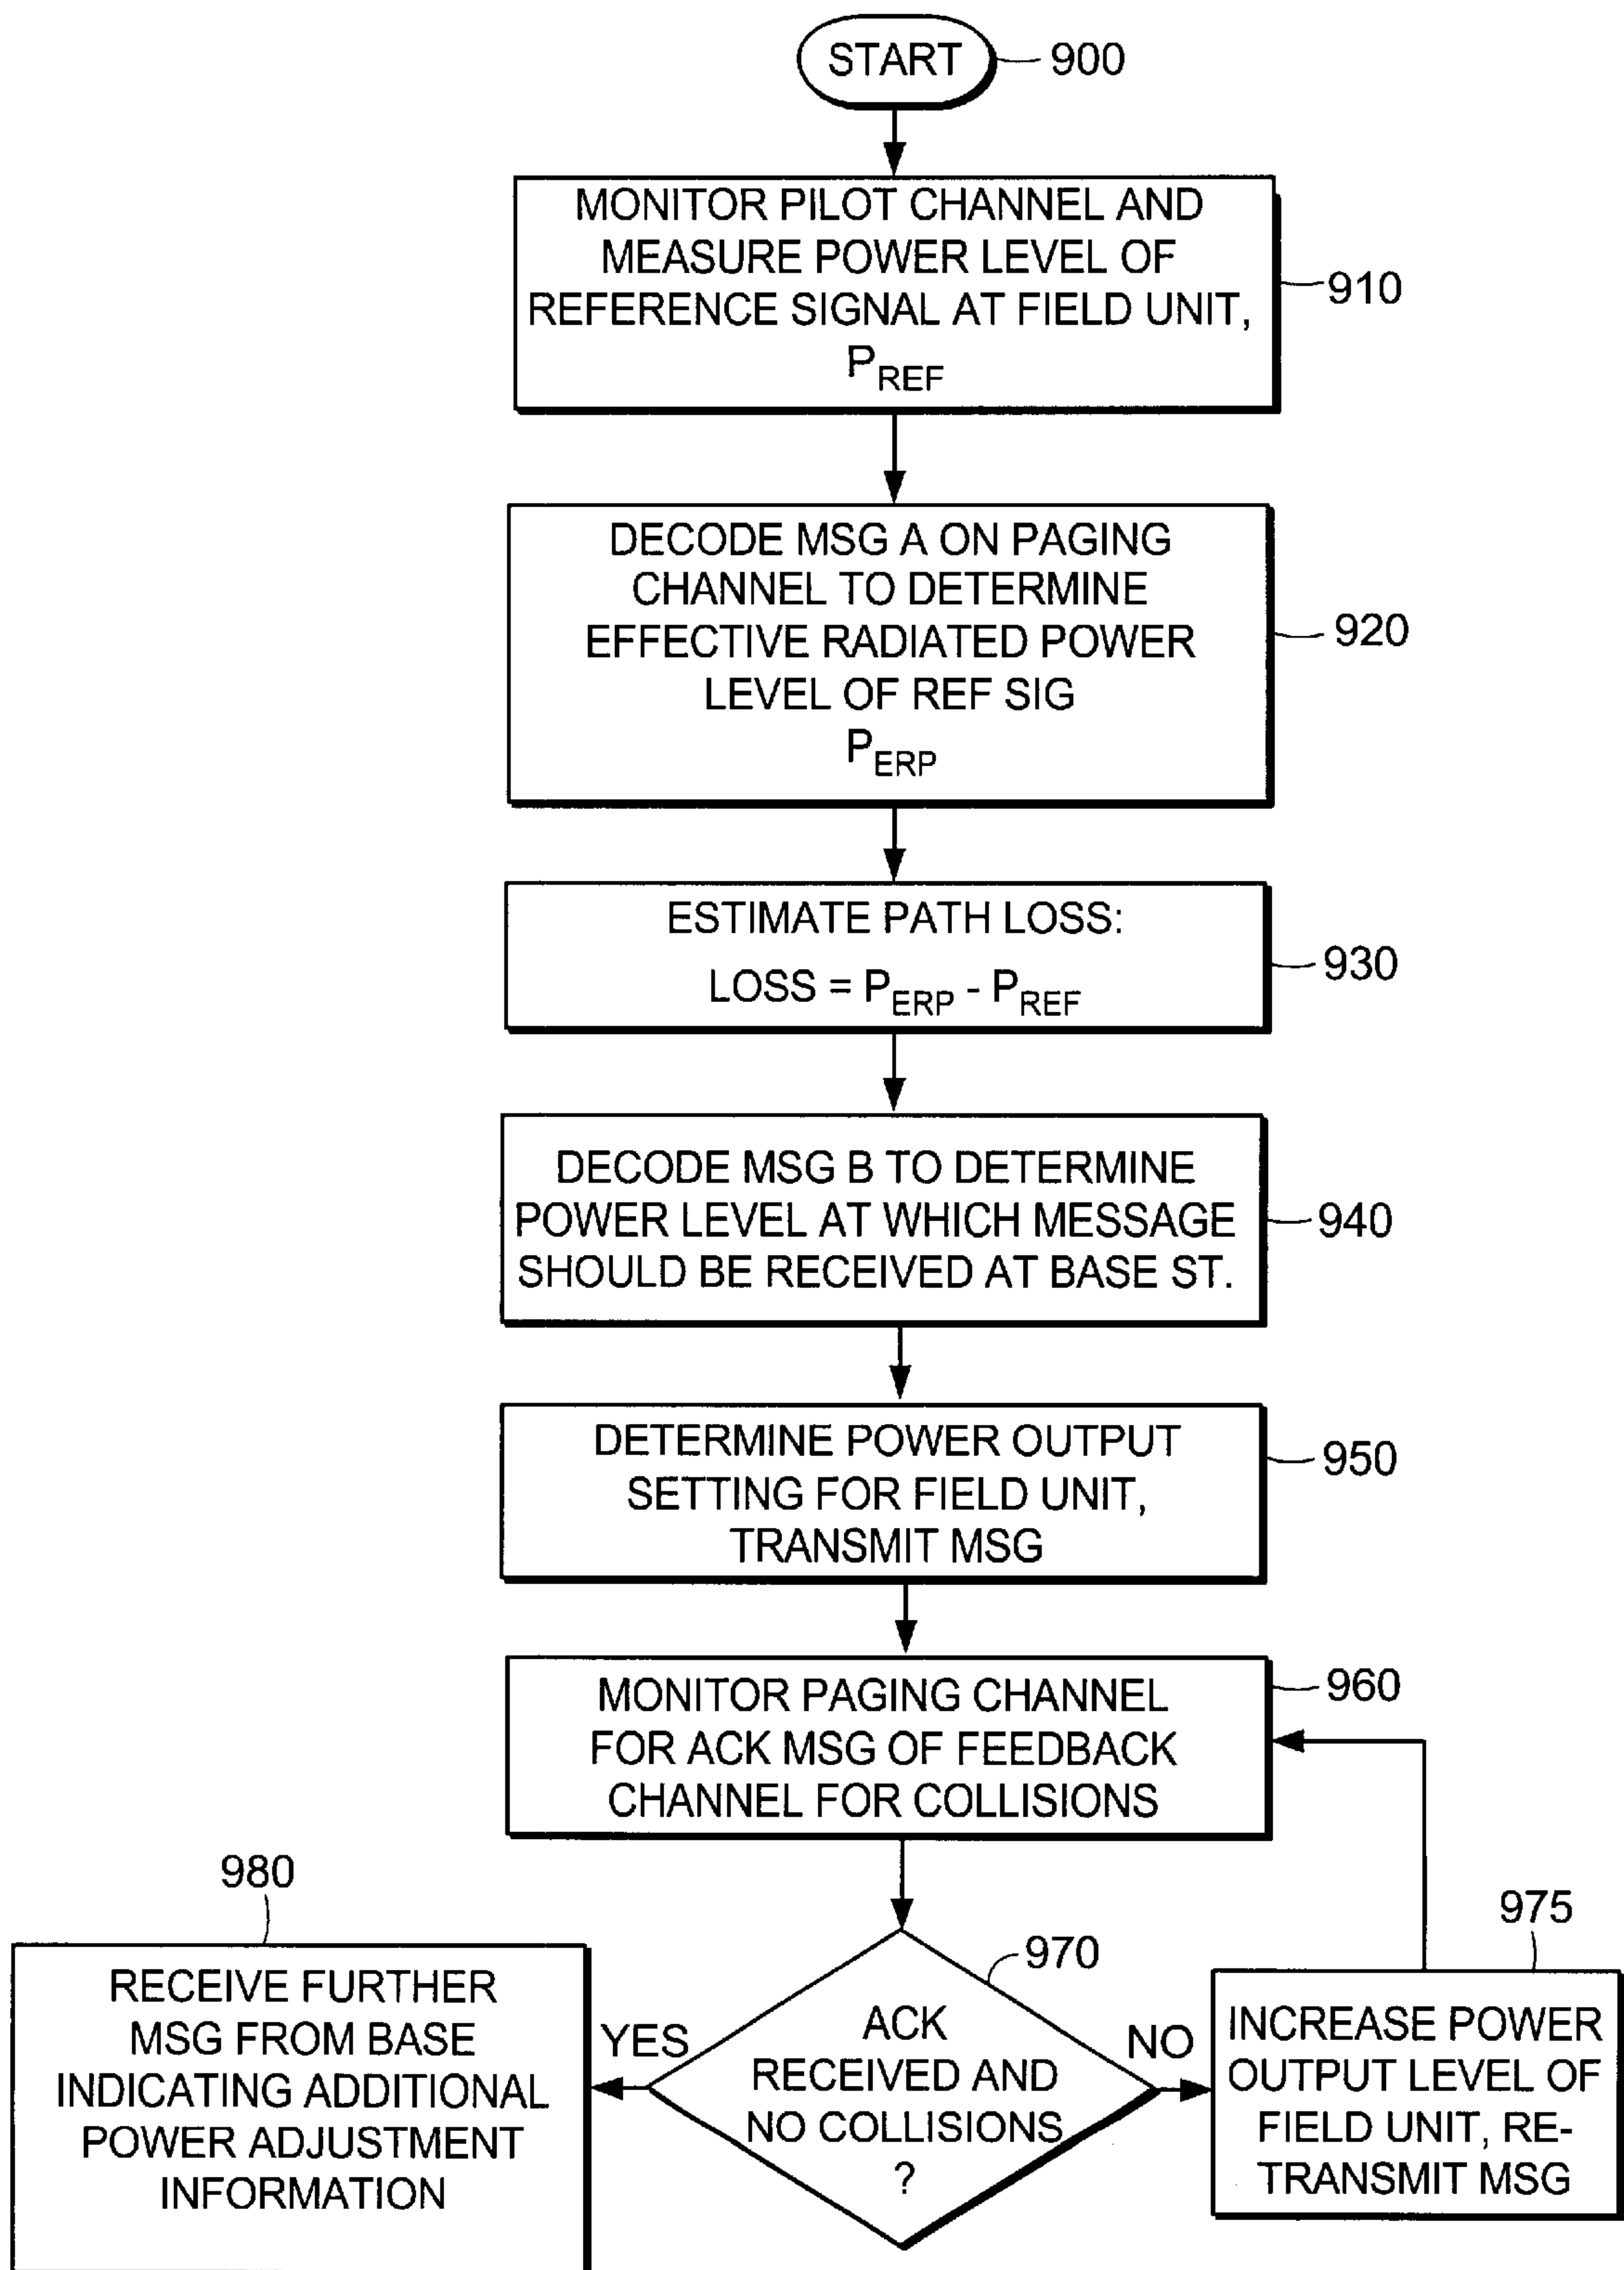 START
900
MONITOR PILOT CHANNEL AND
MEASURE POWER LEVEL OF
REFERENCE SIGNAL AT FIELD UNIT,
P_REF
910
DECODE MSG A ON PAGING
CHANNEL TO DETERMINE
EFFECTIVE RADIATED POWER
LEVEL OF REF SIG
P_ERP
920
ESTIMATE PATH LOSS:
LOSS = P_ERP - P_REF
930
DECODE MSG B TO DETERMINE
POWER LEVEL AT WHICH MESSAGE
SHOULD BE RECEIVED AT BASE ST.
940
DETERMINE POWER OUTPUT
SETTING FOR FIELD UNIT,
TRANSMIT MSG
950
MONITOR PAGING CHANNEL
FOR ACK MSG OF FEEDBACK
CHANNEL FOR COLLISIONS
960
ACK
RECEIVED AND
NO COLLISIONS
?
970
YES
NO
980
RECEIVE FURTHER
MSG FROM BASE
INDICATING ADDITIONAL
POWER ADJUSTMENT
INFORMATION
975
INCREASE POWER
OUTPUT LEVEL OF
FIELD UNIT, RE-
TRANSMIT MSG